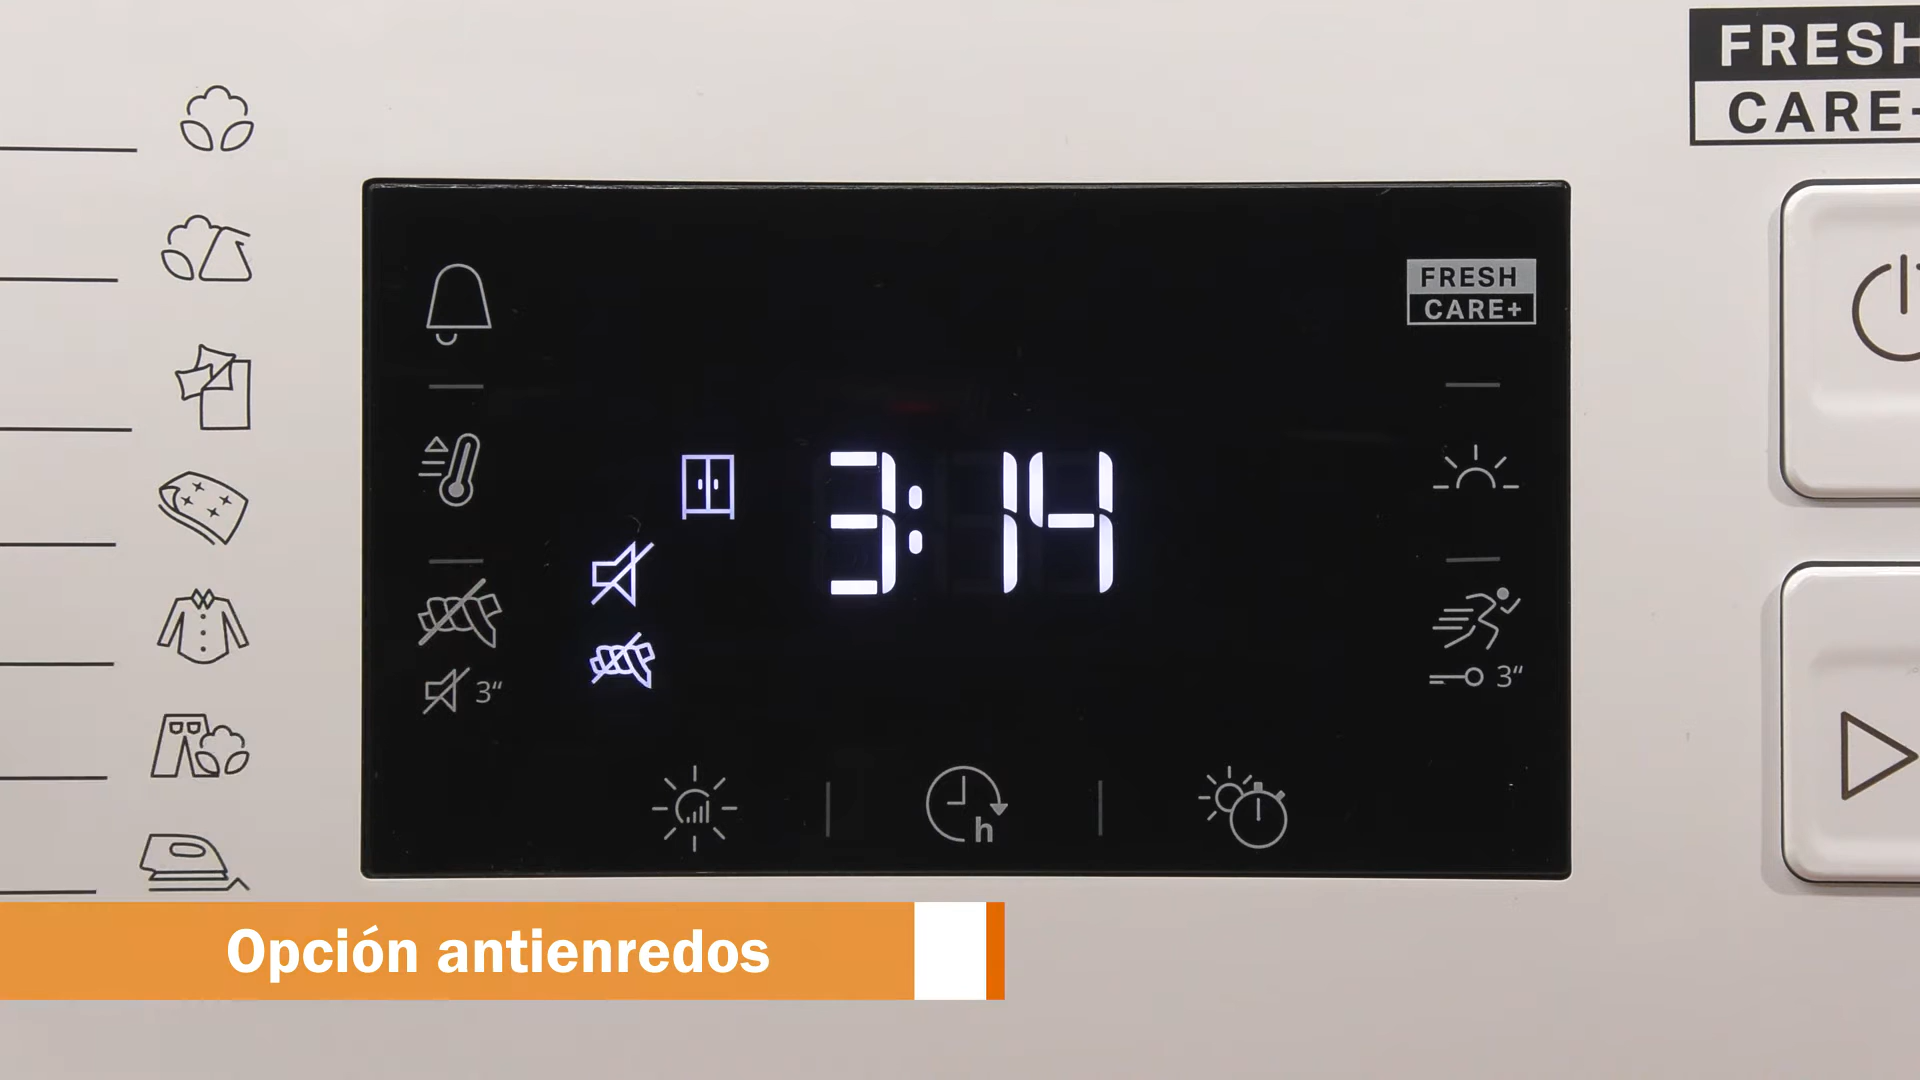 FRESH
CARE+
FRESH
CARE+
3:14
3“
3“
h
Opción antienredos